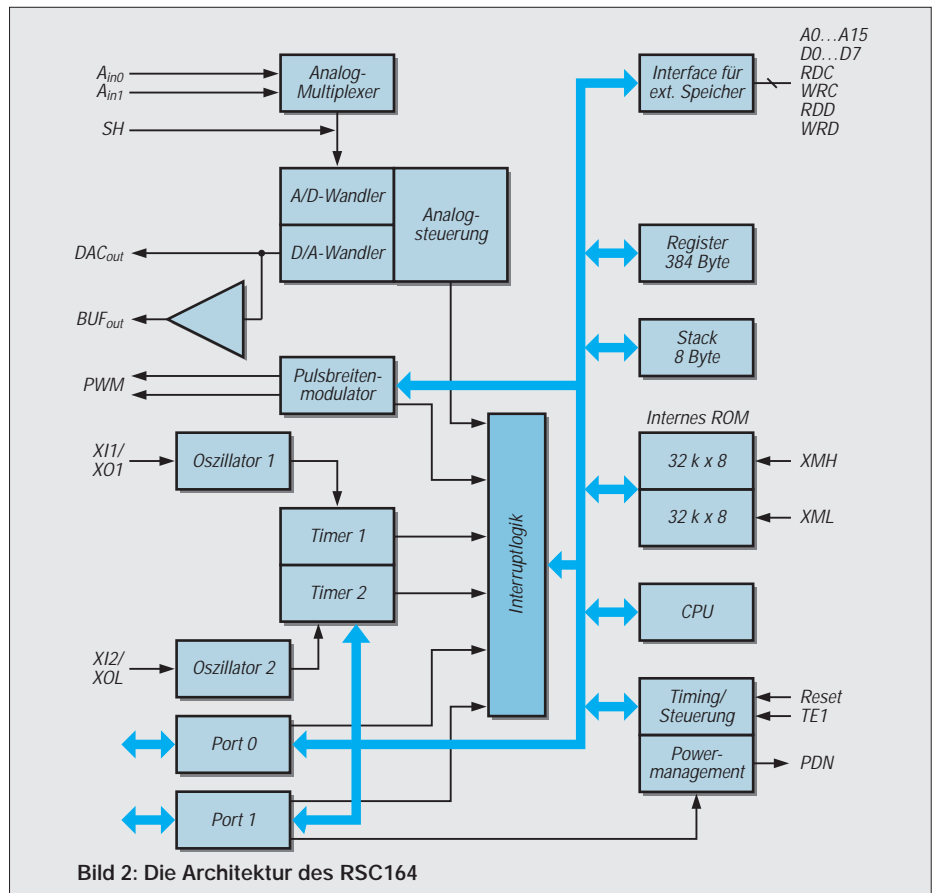 A0...A15
D0...D7
RDC
WRC
RDD
WRD
Ain0
Ain1
Analog-
Multiplexer
Interface für
ext. Speicher
SH
A/D-Wandler
D/A-Wandler
Analog-
steuerung
DACout
BUFout
Register
384 Byte
Stack
8 Byte
PWM
Pulsbreiten-
modulator
Internes ROM
32 k x 8
XMH
32 k x 8
XML
XI1/
XO1
Oszillator 1
Timer 1
Timer 2
Interruptlogik
CPU
XI2/
XOL
Oszillator 2
Timing/
Steuerung
Reset
TE1
Power-
management
PDN
Port 0
Port 1
Bild 2: Die Architektur des RSC164